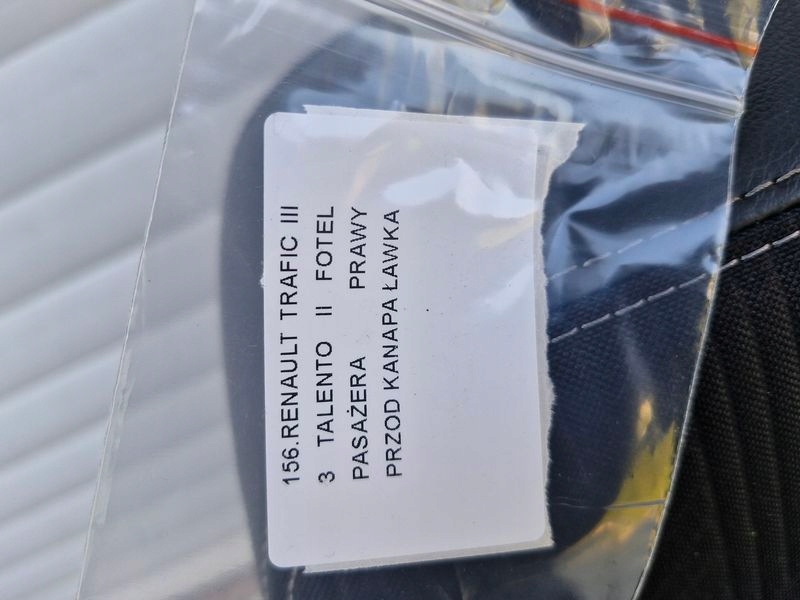 156.RENAULT TRAFIC III
3 TALENTO II FOTEL
PASAŻERA PRAWY
PRZOD KANAPA ŁAWKA